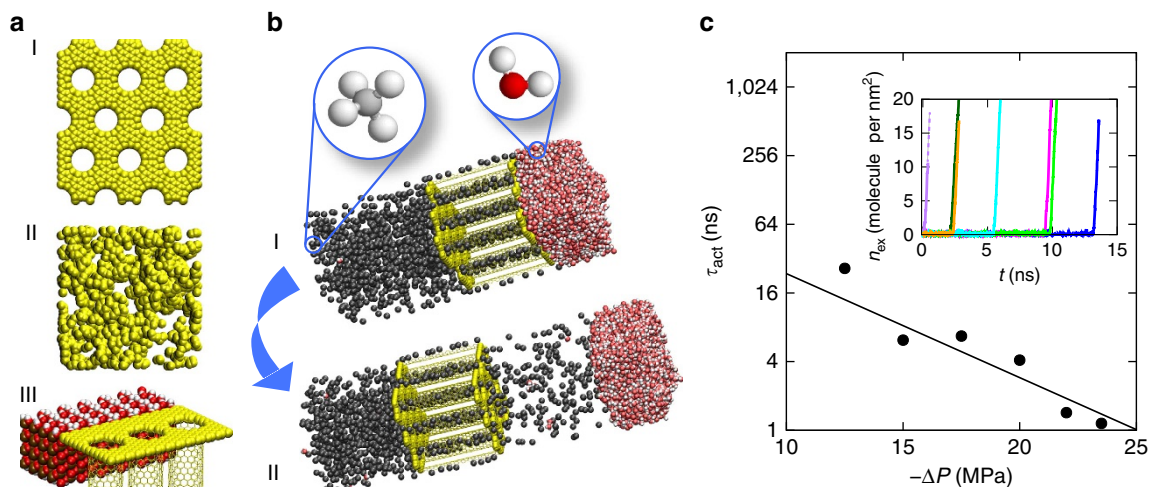 a
I
II
III
b
I
II
c
1,024
256
64
16
4
1
τact (ns)
10
15
20
25
−ΔP (MPa)
20
15
10
5
0
nex (molecule per nm²)
0
5
10
15
t (ns)